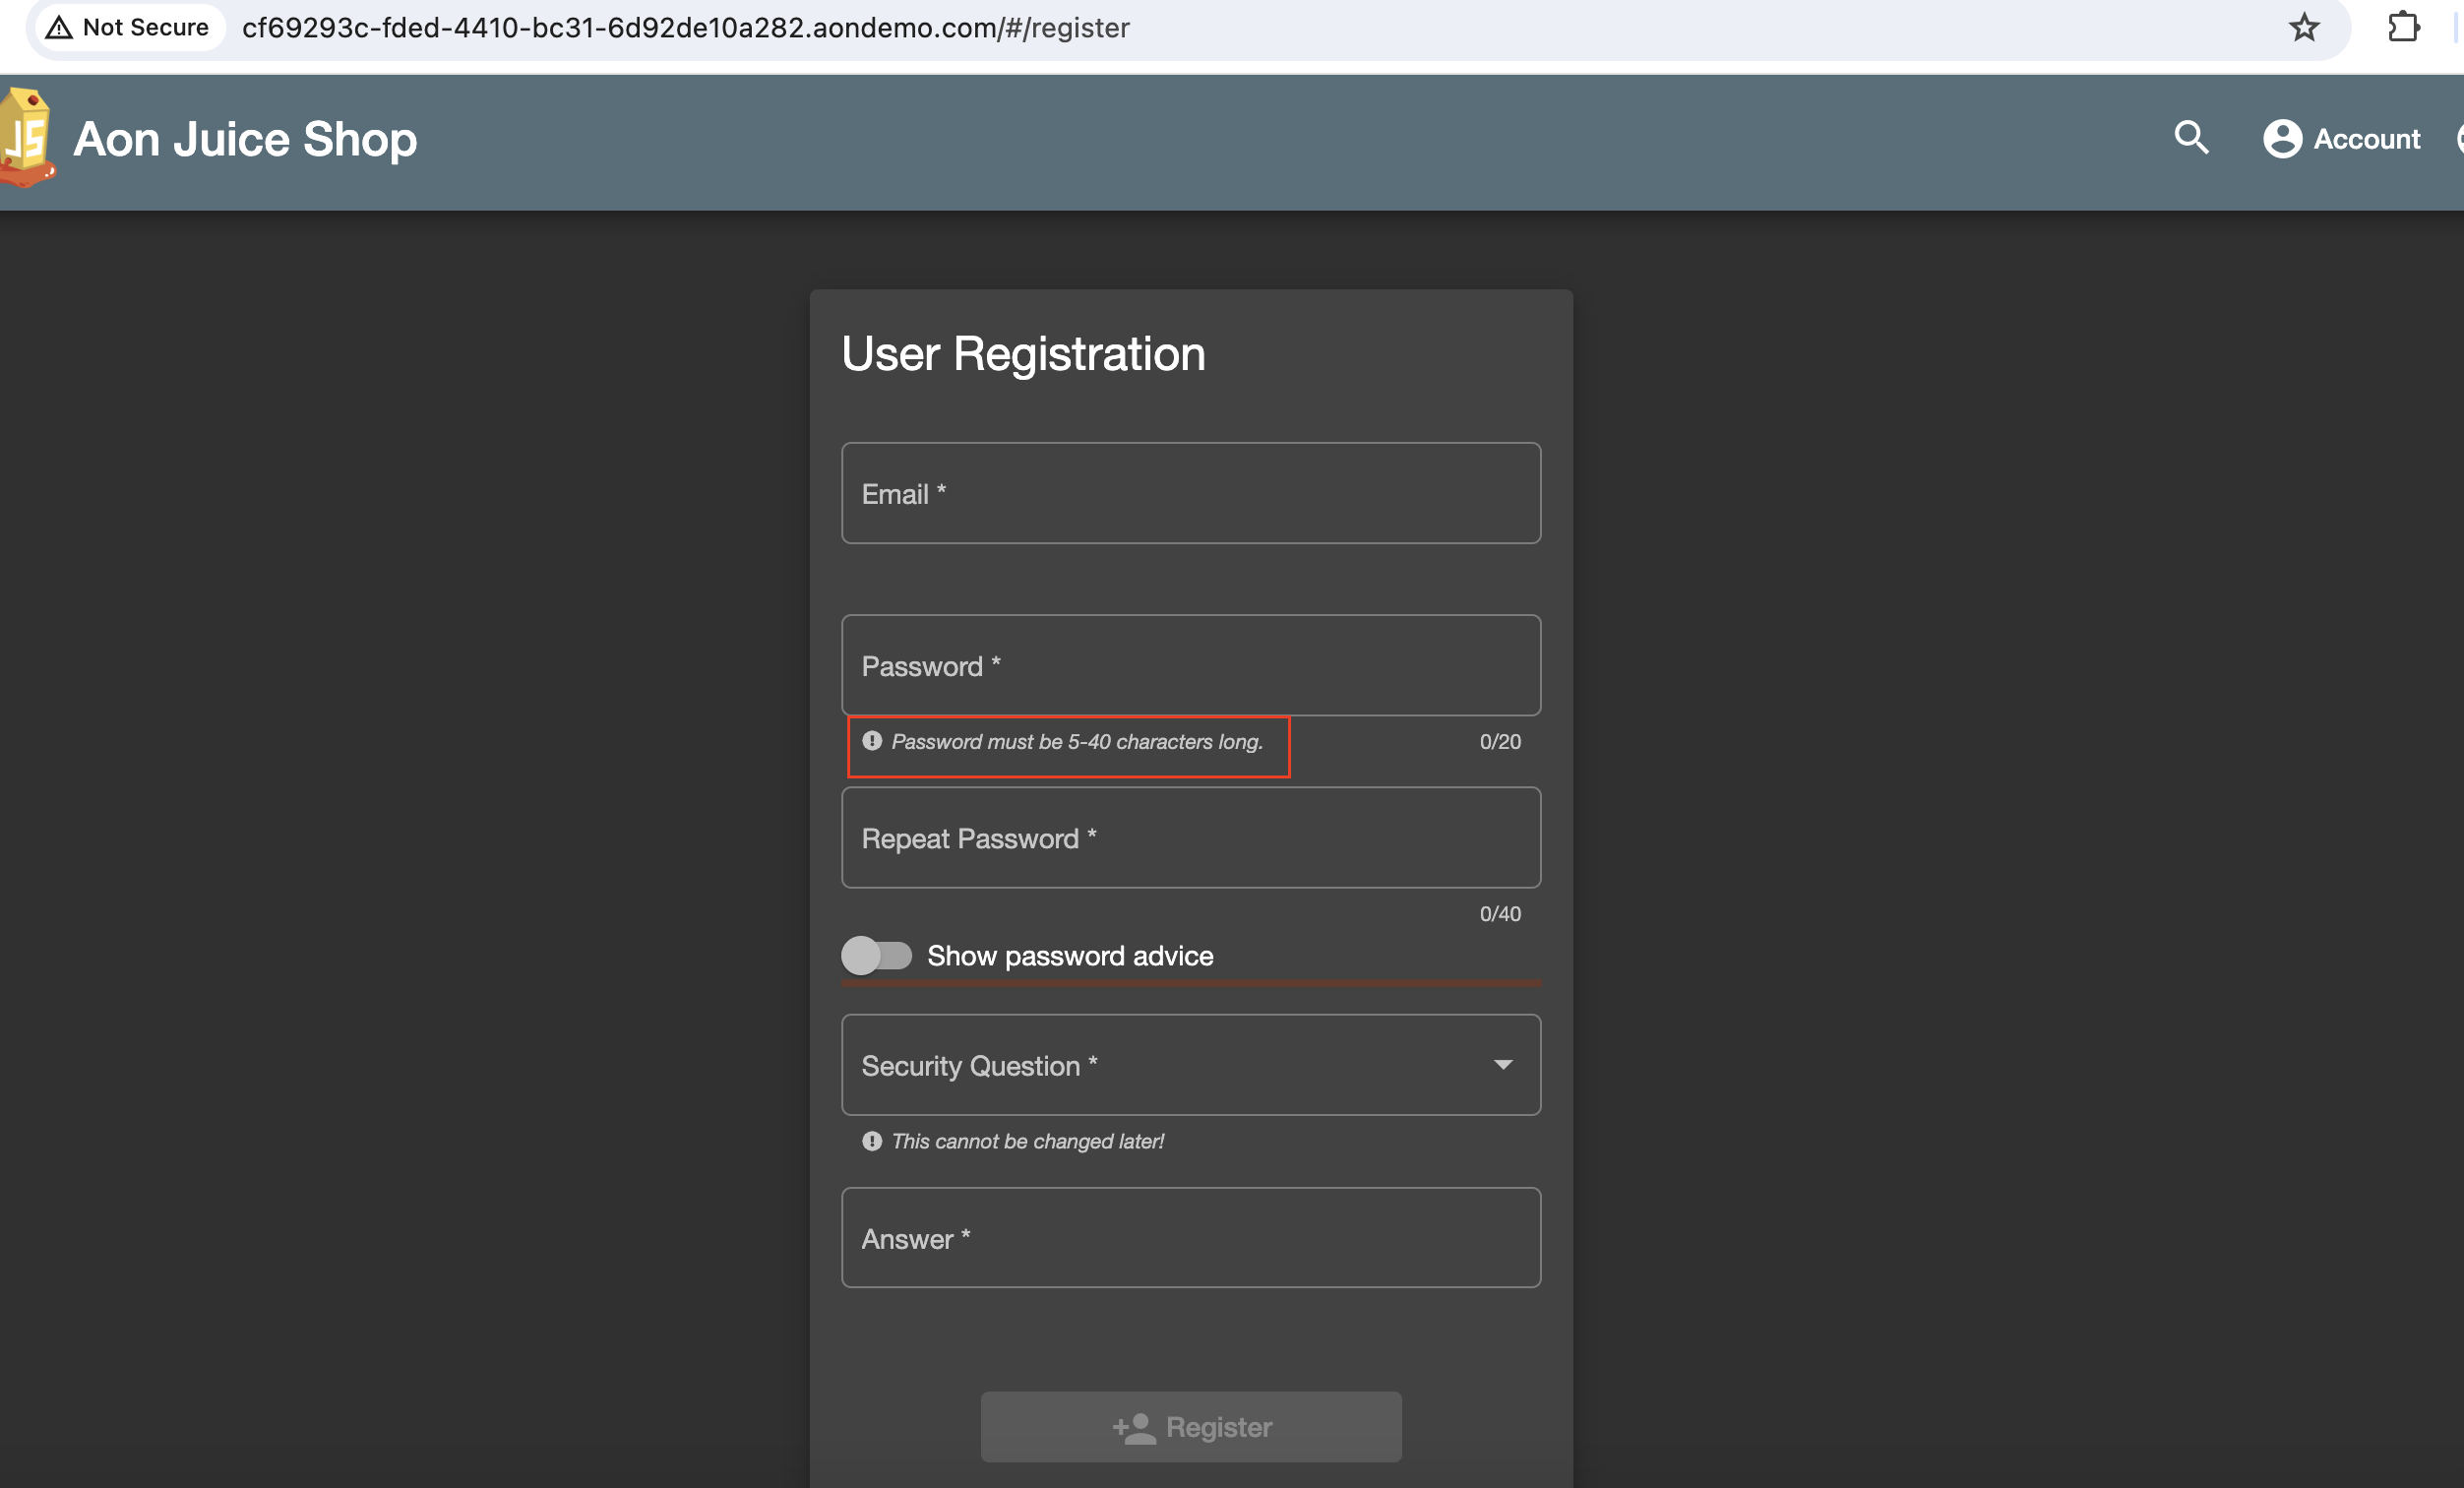 Not Secure cf69293c-fded-4410-bc31-6d92de10a282.aondemo.com/#/register
JS
Aon Juice Shop
Account
User Registration
Email *
Password *
Password must be 5-40 characters long. 0/20
Repeat Password *
0/40
Show password advice
Security Question *
This cannot be changed later!
Answer *
Register